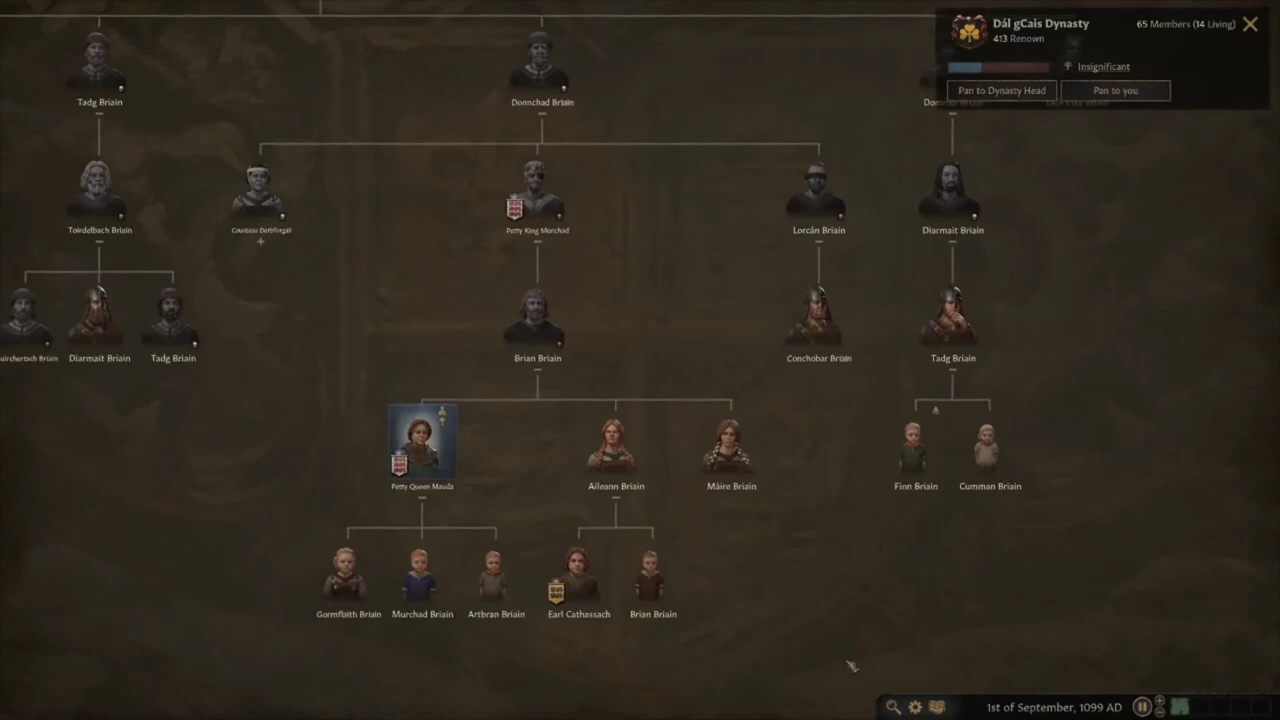 Dál gCais Dynasty
65 Members (14 Living)
413 Renown
Insignificant
Pan to Dynasty Head
Pan to you
Tadg Briain
Donnchad Briain
Toirdelbach Briain
Countess Derbforgail
Petty King Murchad
Lorcán Briain
Diarmait Briain
Diarmait Briain
Tadg Briain
Brian Briain
Conchobar Briain
Tadg Briain
Petty Queen Mauda
Aileann Briain
Máire Briain
Finn Briain
Cumman Briain
Gormflaith Briain
Murchad Briain
Artbran Briain
Earl Cathassach
Brian Briain
1st of September, 1099 AD